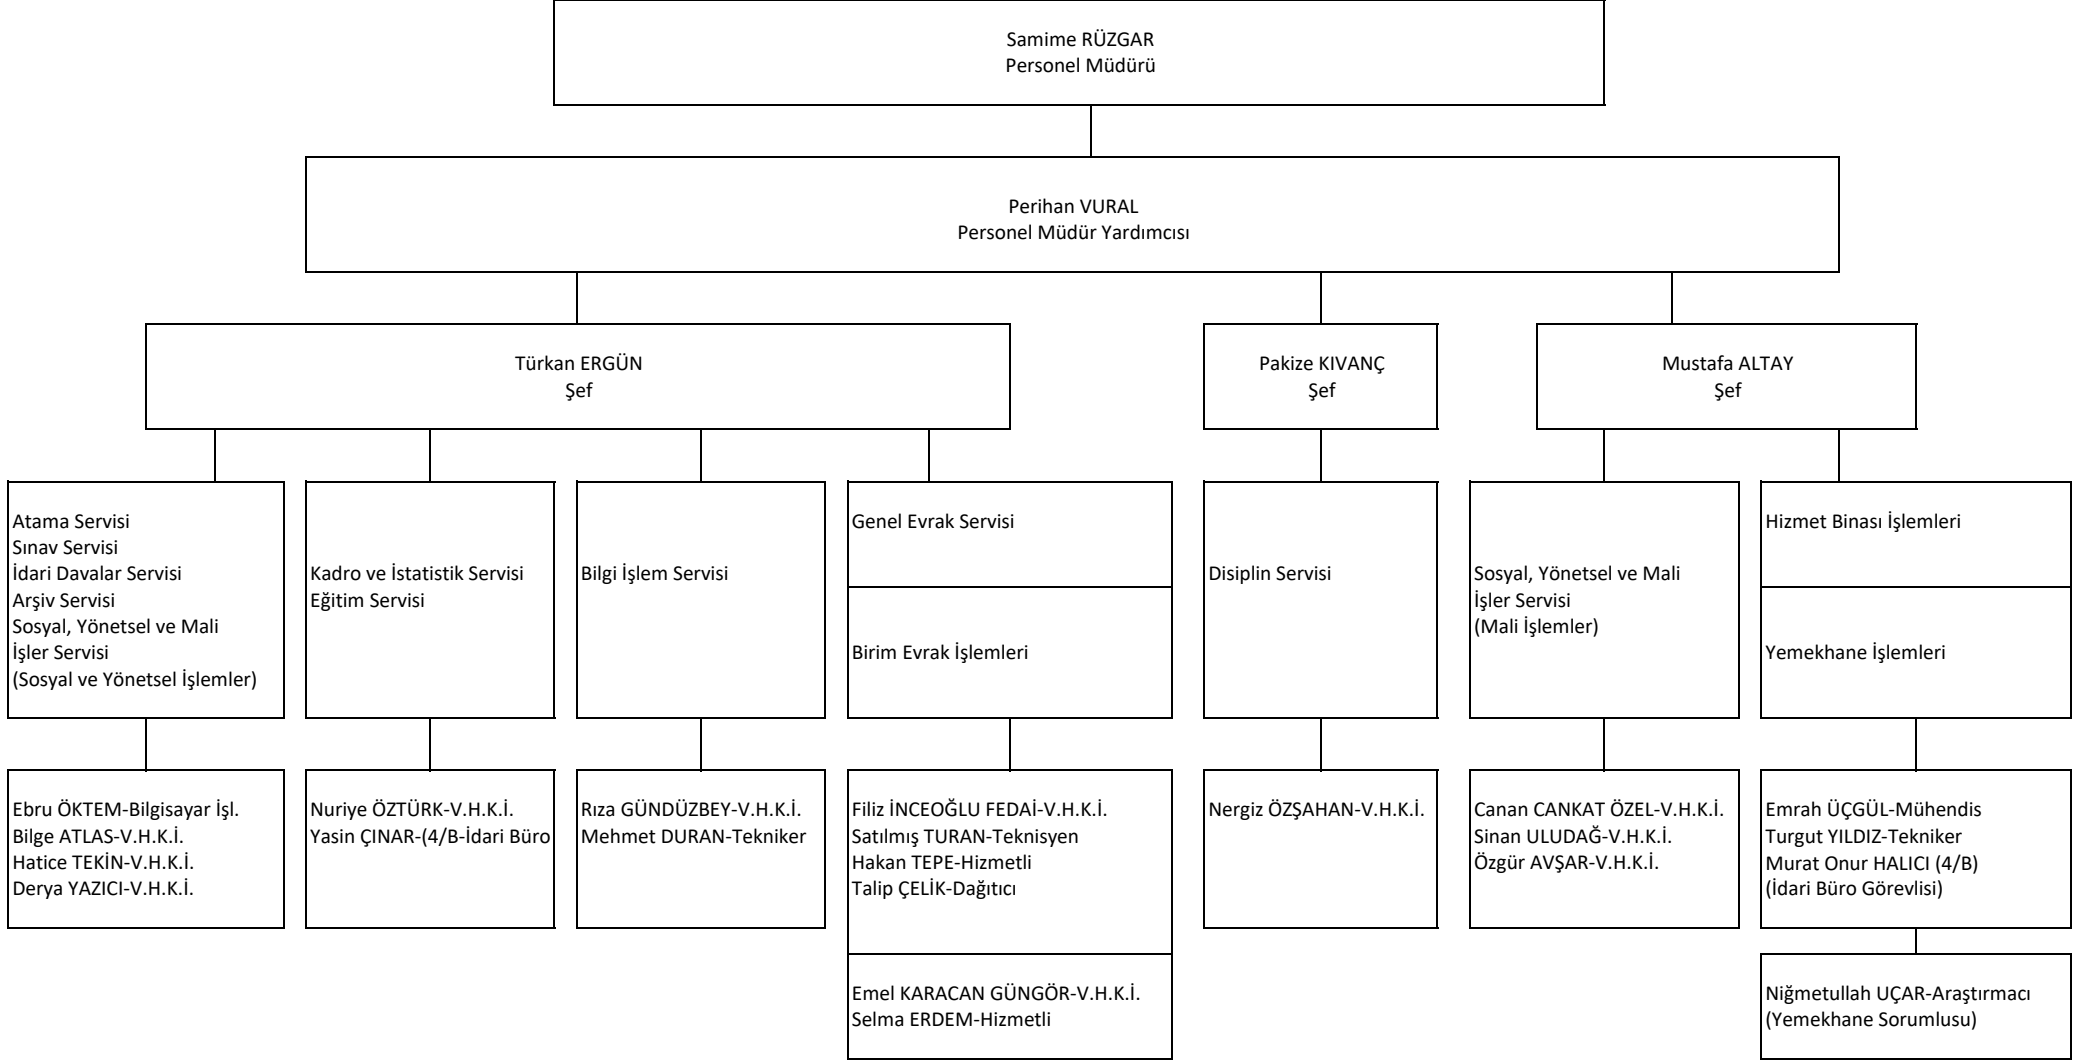 Samime RÜZGAR
Personel Müdürü
Perihan VURAL
Personel Müdür Yardımcısı
Türkan ERGÜN
Şef
Pakize KIVANÇ
Şef
Mustafa ALTAY
Şef
Atama Servisi
Sınav Servisi
İdari Davalar Servisi
Arşiv Servisi
Sosyal, Yönetsel ve Mali
İşler Servisi
(Sosyal ve Yönetsel İşlemler)
Kadro ve İstatistik Servisi
Eğitim Servisi
Bilgi İşlem Servisi
Genel Evrak Servisi
Birim Evrak İşlemleri
Disiplin Servisi
Sosyal, Yönetsel ve Mali
İşler Servisi
(Mali İşlemler)
Hizmet Binası İşlemleri
Yemekhane İşlemleri
Ebru ÖKTEM-Bilgisayar İşl.
Bilge ATLAS-V.H.K.İ.
Hatice TEKİN-V.H.K.İ.
Derya YAZICI-V.H.K.İ.
Nuriye ÖZTÜRK-V.H.K.İ.
Yasin ÇINAR-(4/B-İdari Büro
Rıza GÜNDÜZBEY-V.H.K.İ.
Mehmet DURAN-Tekniker
Filiz İNCEOĞLU FEDAİ-V.H.K.İ.
Satılmış TURAN-Teknisyen
Hakan TEPE-Hizmetli
Talip ÇELİK-Dağıtıcı
Emel KARACAN GÜNGÖR-V.H.K.İ.
Selma ERDEM-Hizmetli
Nergiz ÖZŞAHAN-V.H.K.İ.
Canan CANKAT ÖZEL-V.H.K.İ.
Sinan ULUDAĞ-V.H.K.İ.
Özgür AVŞAR-V.H.K.İ.
Emrah ÜÇGÜL-Mühendis
Turgut YILDIZ-Tekniker
Murat Onur HALICI (4/B)
(İdari Büro Görevlisi)
Niğmetullah UÇAR-Araştırmacı
(Yemekhane Sorumlusu)